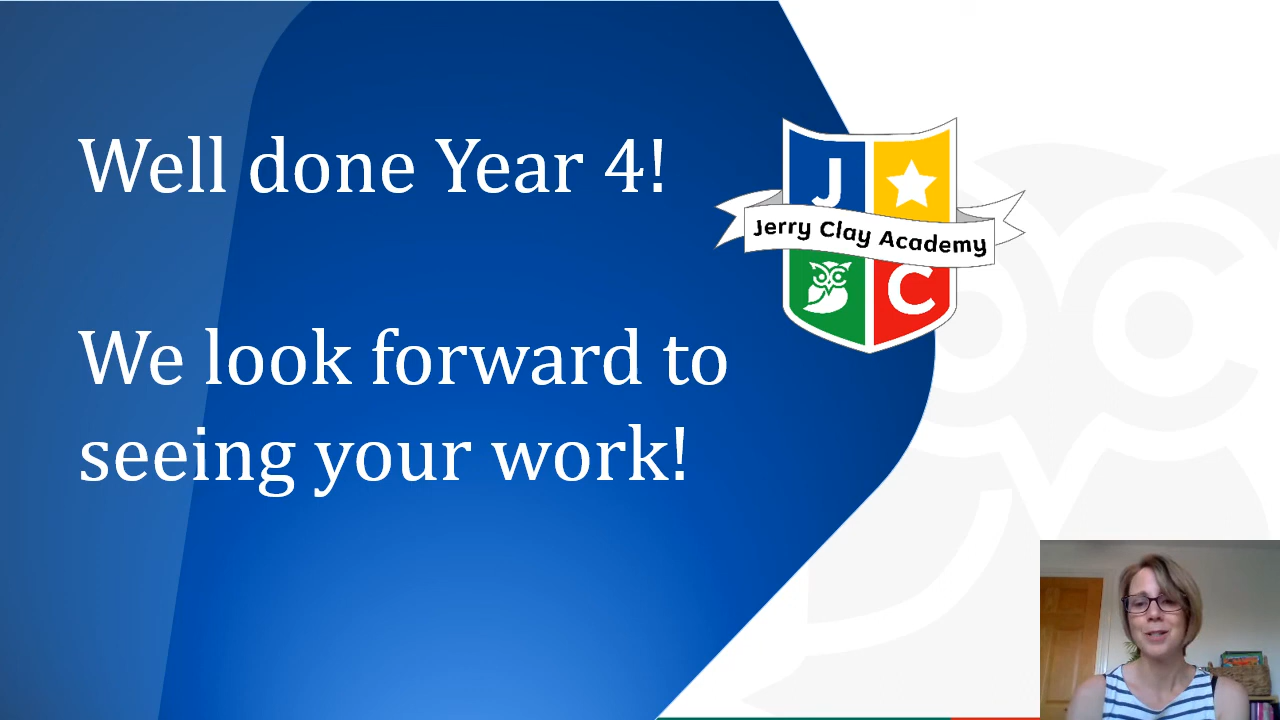 Well done Year 4!
We look forward to
seeing your work!
J
Jerry Clay Academy
C